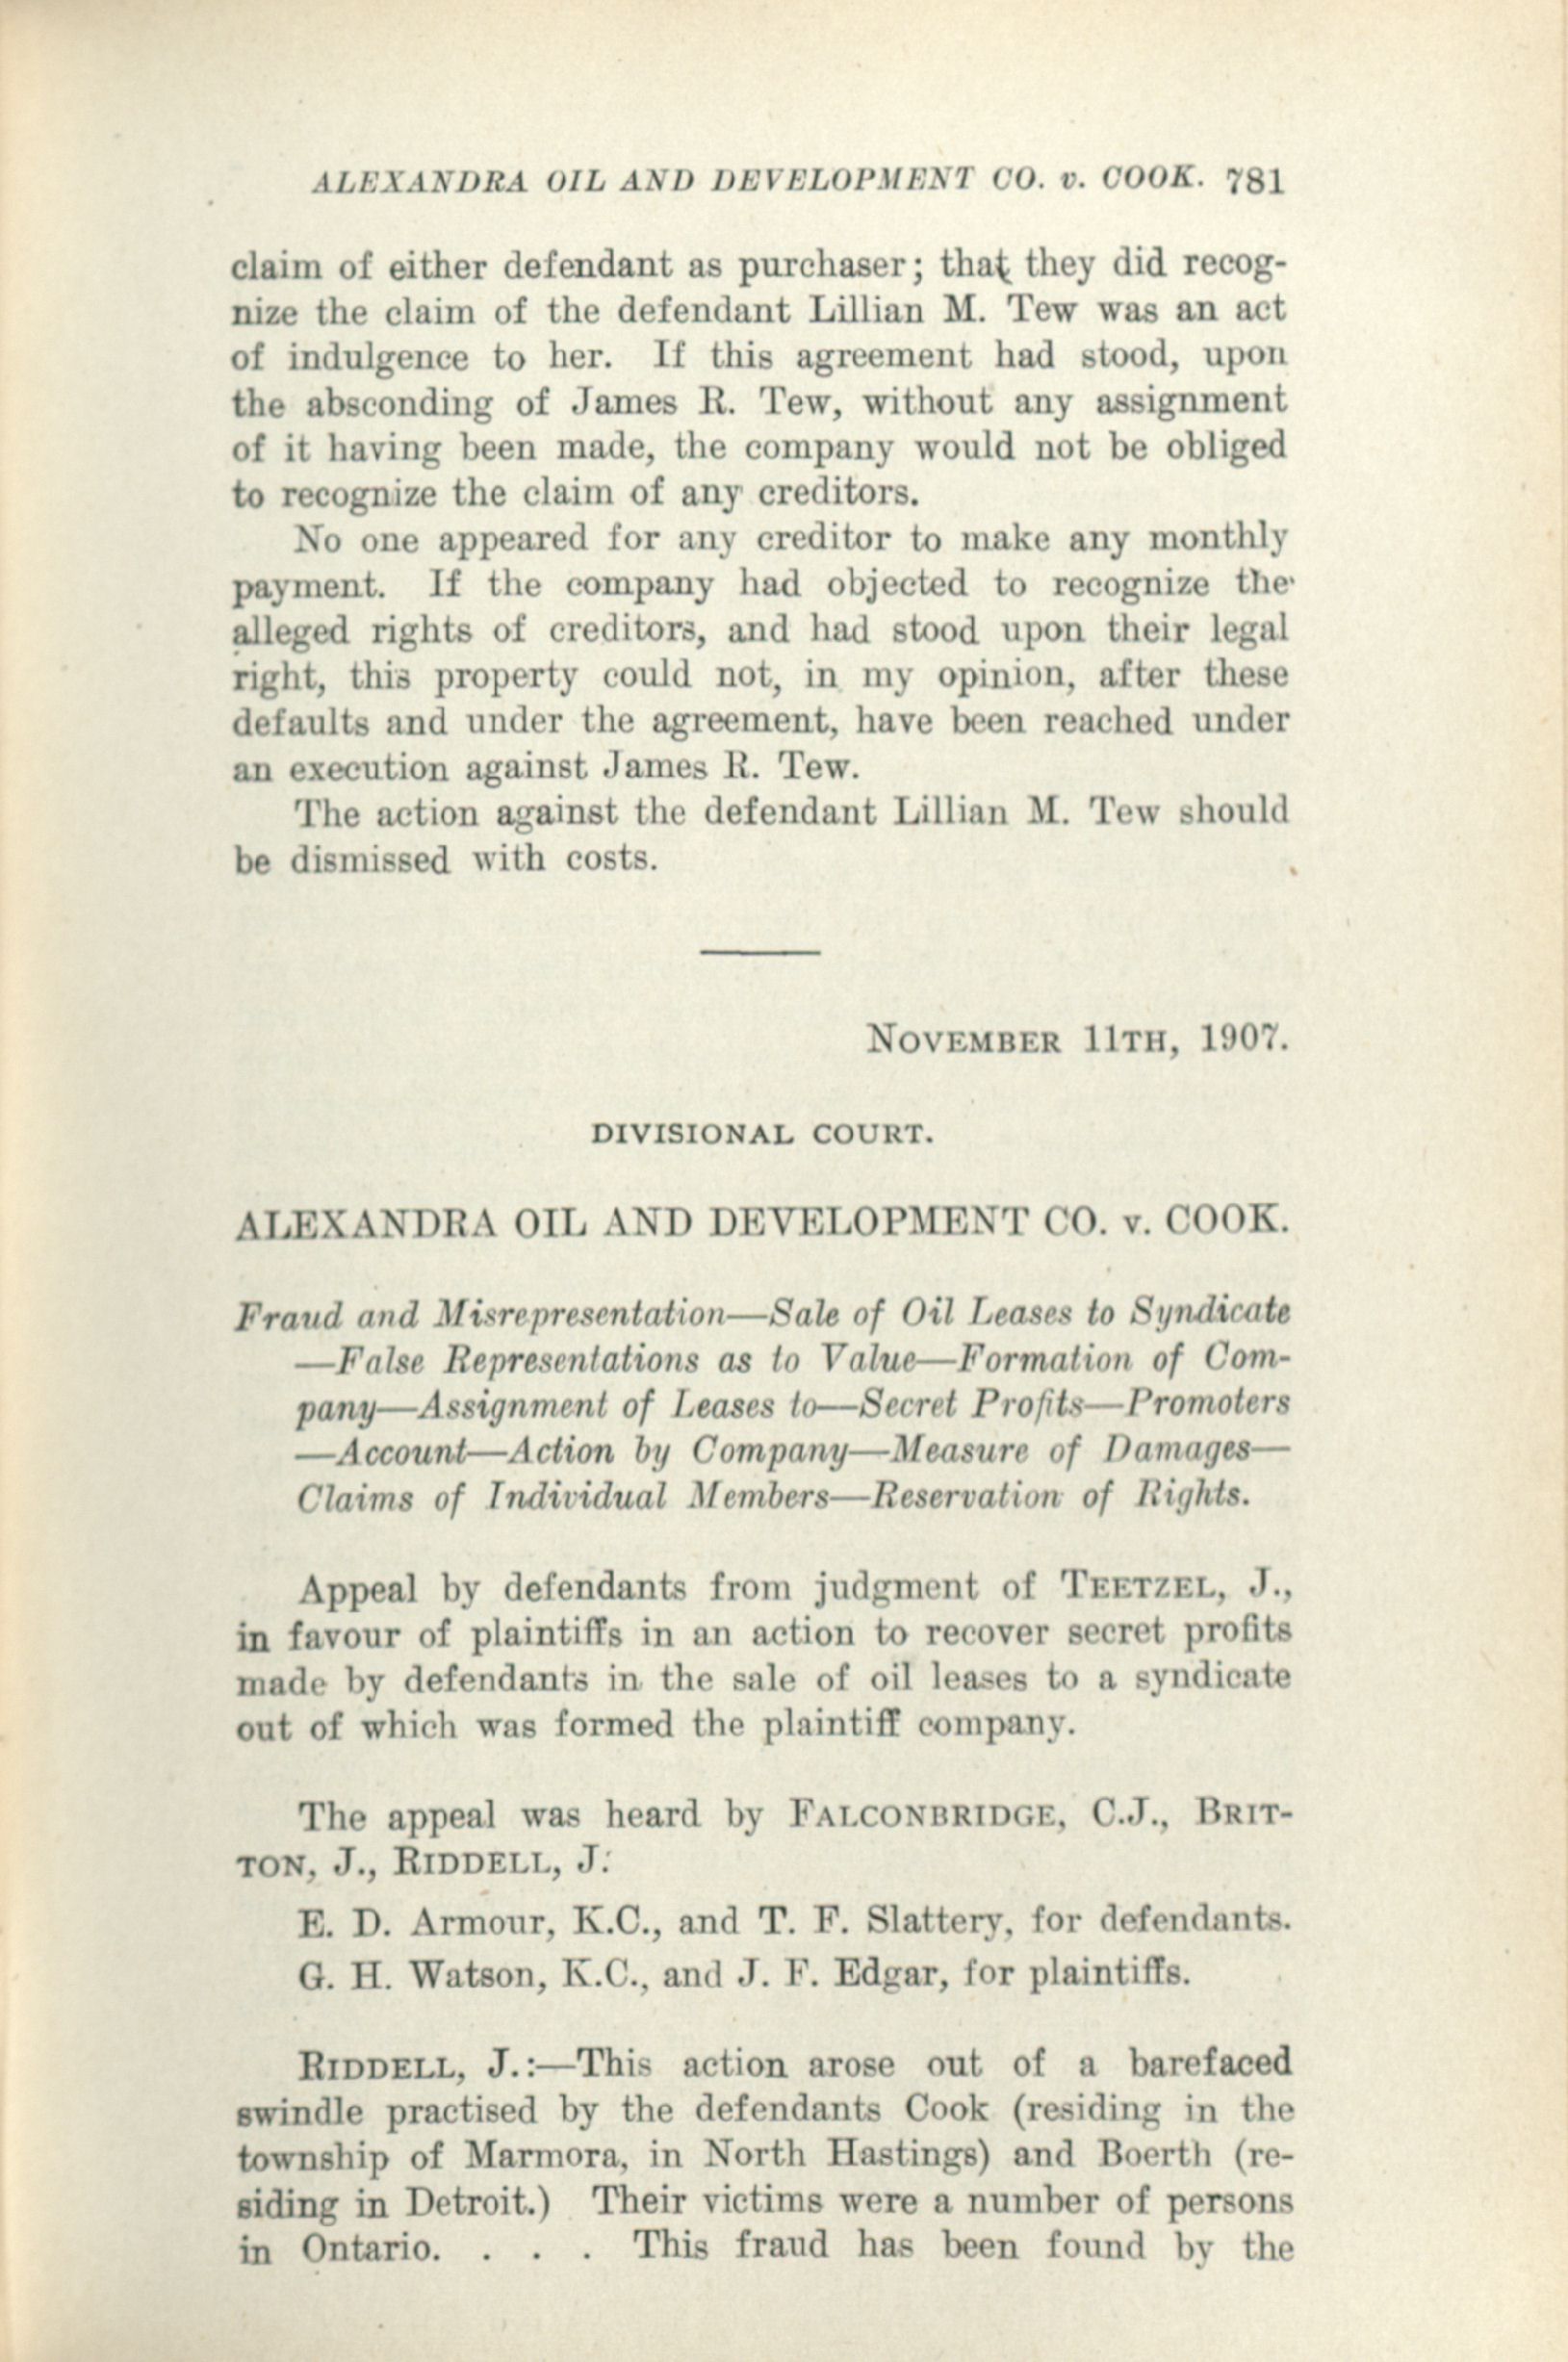 ALEXANDRA OIL AND DEVELOPMENT CO. v. COOK. 781
claim of either defendant as purchaser; that they did recog-
nize the claim of the defendant Lillian M. Tew was an act
of indulgence to her. If this agreement had stood, upon
the absconding of James R. Tew, without any assignment
of it having been made, the company would not be obliged
to recognize the claim of any creditors.
No one appeared for any creditor to make any monthly
payment. If the company had objected to recognize the
alleged rights of creditors, and had stood upon their legal
right, this property could not, in my opinion, after these
defaults and under the agreement, have been reached under
an execution against James R. Tew.
The action against the defendant Lillian M. Tew should
be dismissed with costs.
NOVEMBER 11TH, 1907.
DIVISIONAL COURT.
ALEXANDRA OIL AND DEVELOPMENT CO. v. COOK.
Fraud and Misrepresentation—Sale of Oil Leases to Syndicate
—False Representations as to Value—Formation of Com-
pany—Assignment of Leases to—Secret Profits—Promoters
—Account—Action by Company—Measure of Damages—
Claims of Individual Members—Reservation of Rights.
Appeal by defendants from judgment of TEETZEL, J.,
in favour of plaintiffs in an action to recover secret profits
made by defendants in the sale of oil leases to a syndicate
out of which was formed the plaintiff company.
The appeal was heard by FALCONBRIDGE, C.J., BRIT-
TON, J., RIDDELL, J.
E. D. Armour, K.C., and T. F. Slattery, for defendants.
G. H. Watson, K.C., and J. F. Edgar, for plaintiffs.
RIDDELL, J.:—This action arose out of a barefaced
swindle practised by the defendants Cook (residing in the
township of Marmora, in North Hastings) and Boerth (re-
siding in Detroit.) Their victims were a number of persons
in Ontario. . . . This fraud has been found by the